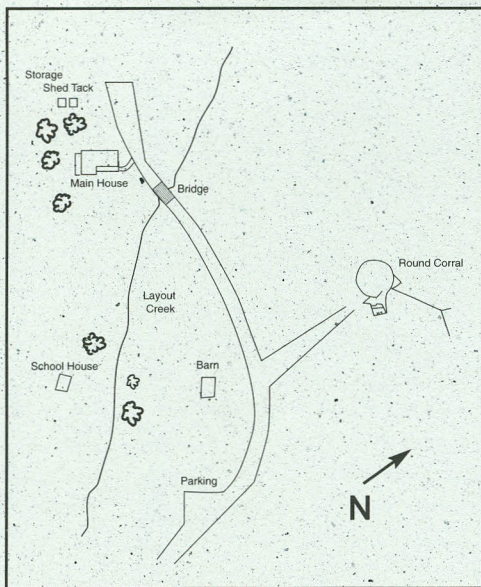 Storage
Shed Tack
Main House
Bridge
Round Corral
Layout
Creek
School House
Barn
Parking
N